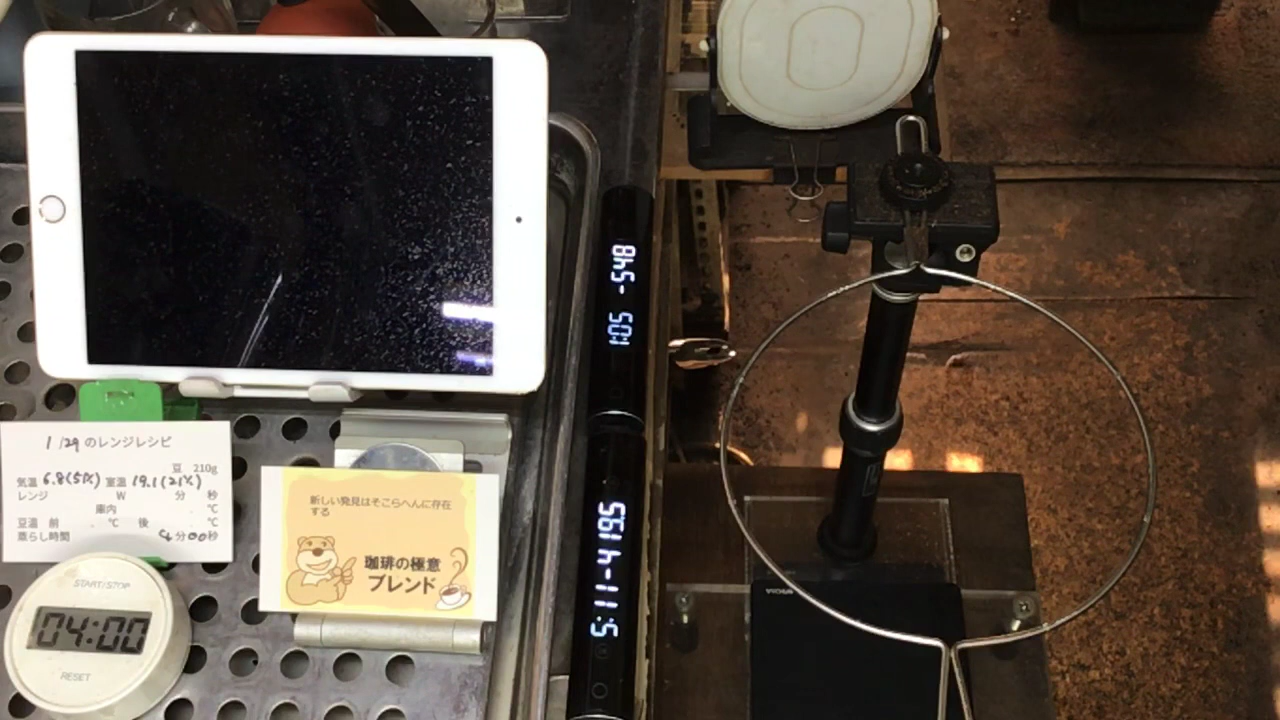 1/29 のレンジレシピ
豆 210g
気温 6.8(51%) 室温 19.1(21%)
レンジ W 分 秒
庫内 ℃
豆温 前 ℃ 後 ℃
蒸らし時間 4分00秒
START/STOP
04:00
RESET
新しい発見はそこらへんに存在
する
珈琲の極意
ブレンド
1:05 -548